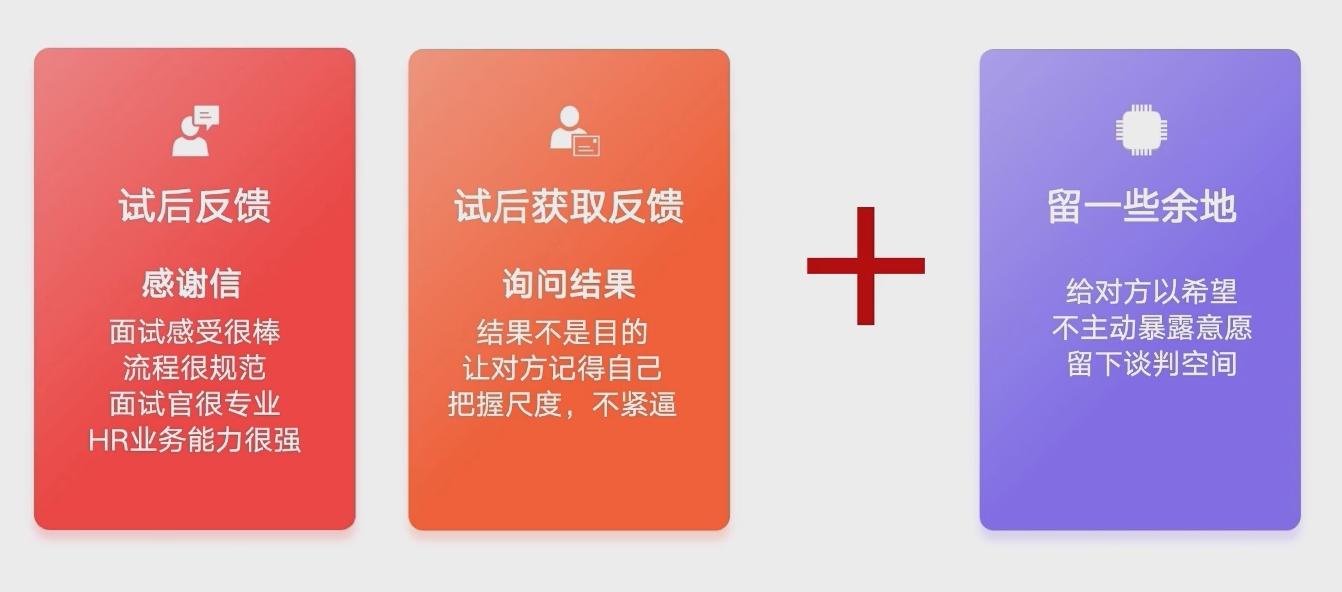 试后反馈
感谢信
面试感受很棒
流程很规范
面试官很专业
HR业务能力很强
试后获取反馈
询问结果
结果不是目的
让对方记得自己
把握尺度，不紧逼
留一些余地
给对方以希望
不主动暴露意愿
留下谈判空间